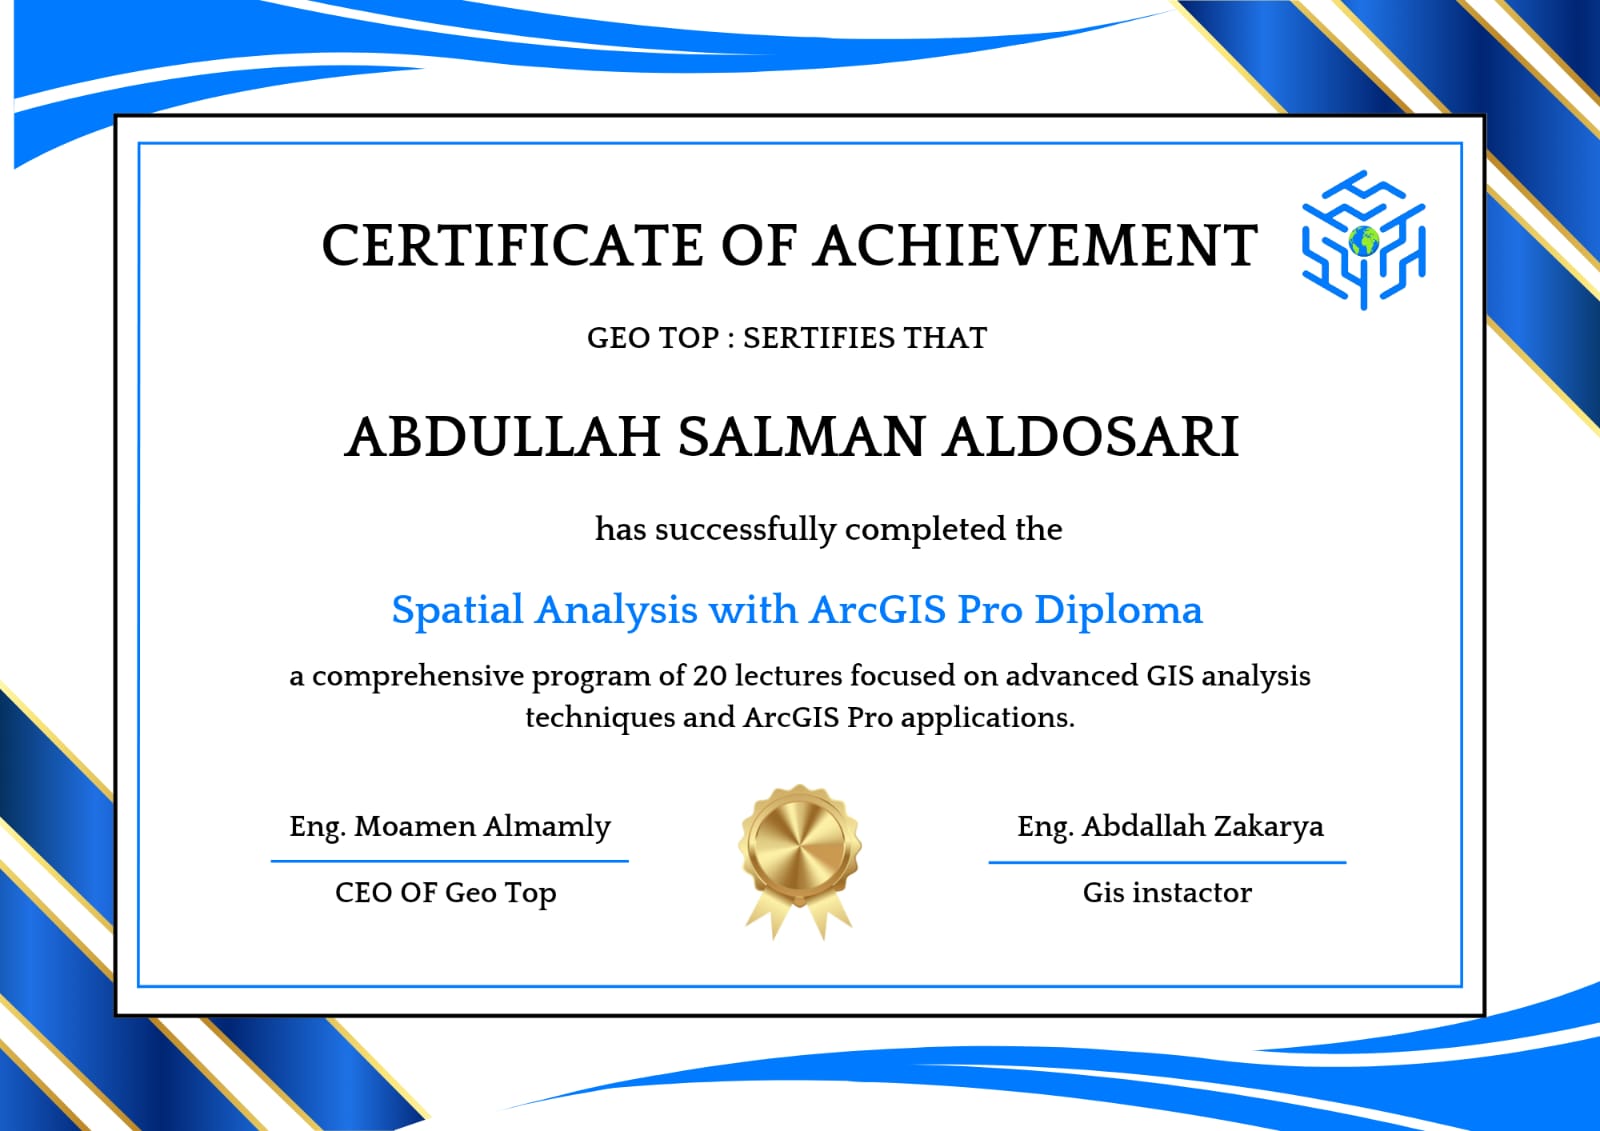 CERTIFICATE OF ACHIEVEMENT
GEO TOP : SERTIFIES THAT
ABDULLAH SALMAN ALDOSARI
has successfully completed the
Spatial Analysis with ArcGIS Pro Diploma
a comprehensive program of 20 lectures focused on advanced GIS analysis
techniques and ArcGIS Pro applications.
Eng. Moamen Almamly
CEO OF Geo Top
Eng. Abdallah Zakarya
Gis instactor